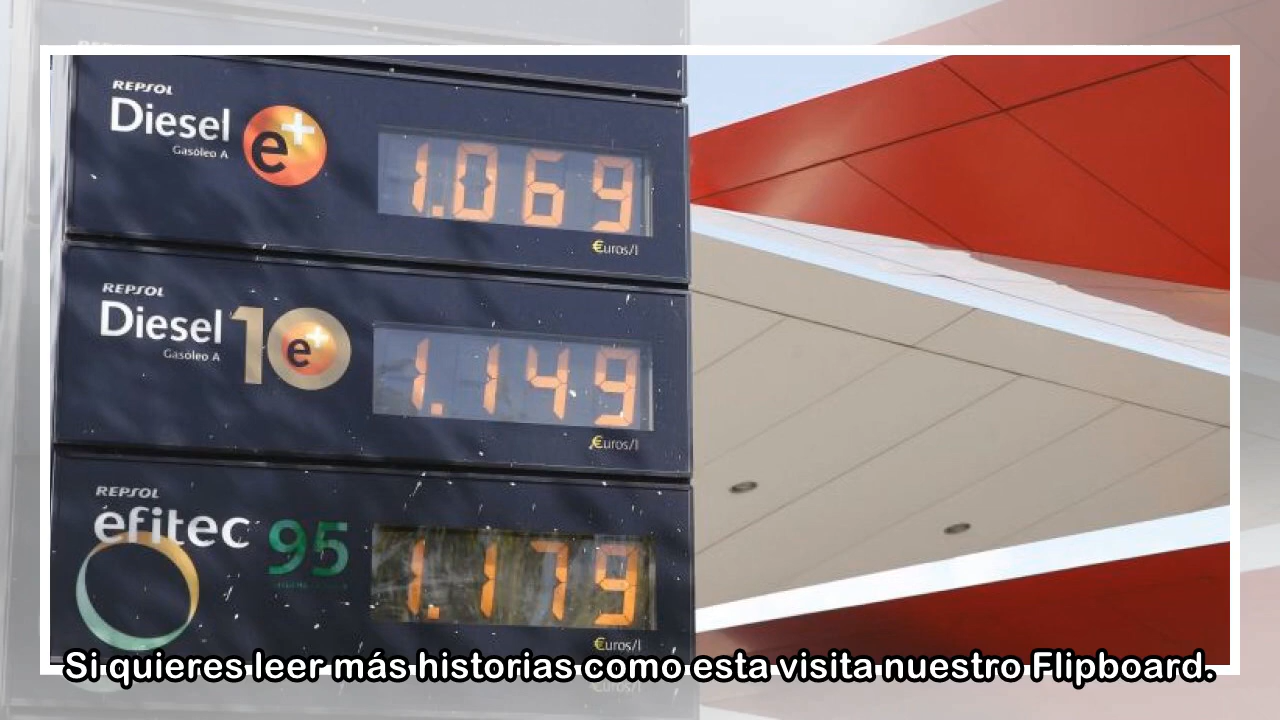 REPSOL
Diesel e+
Gasóleo A
1.069
€uros/l
REPSOL
Diesel 10 e+
Gasóleo A
1.149
€uros/l
REPSOL
efitec 95
1.179
€uros/l
Si quieres leer más historias como esta visita nuestro Flipboard.